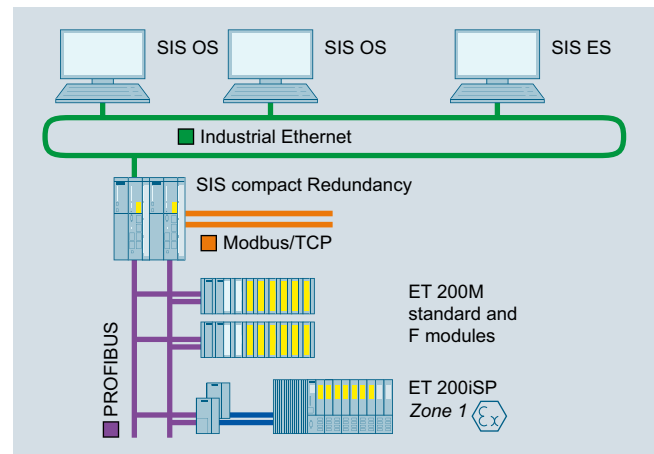 SIS OS
SIS OS
SIS ES
Industrial Ethernet
SIS compact Redundancy
Modbus/TCP
ET 200M
standard and
F modules
PROFIBUS
ET 200iSP
Zone 1
εx